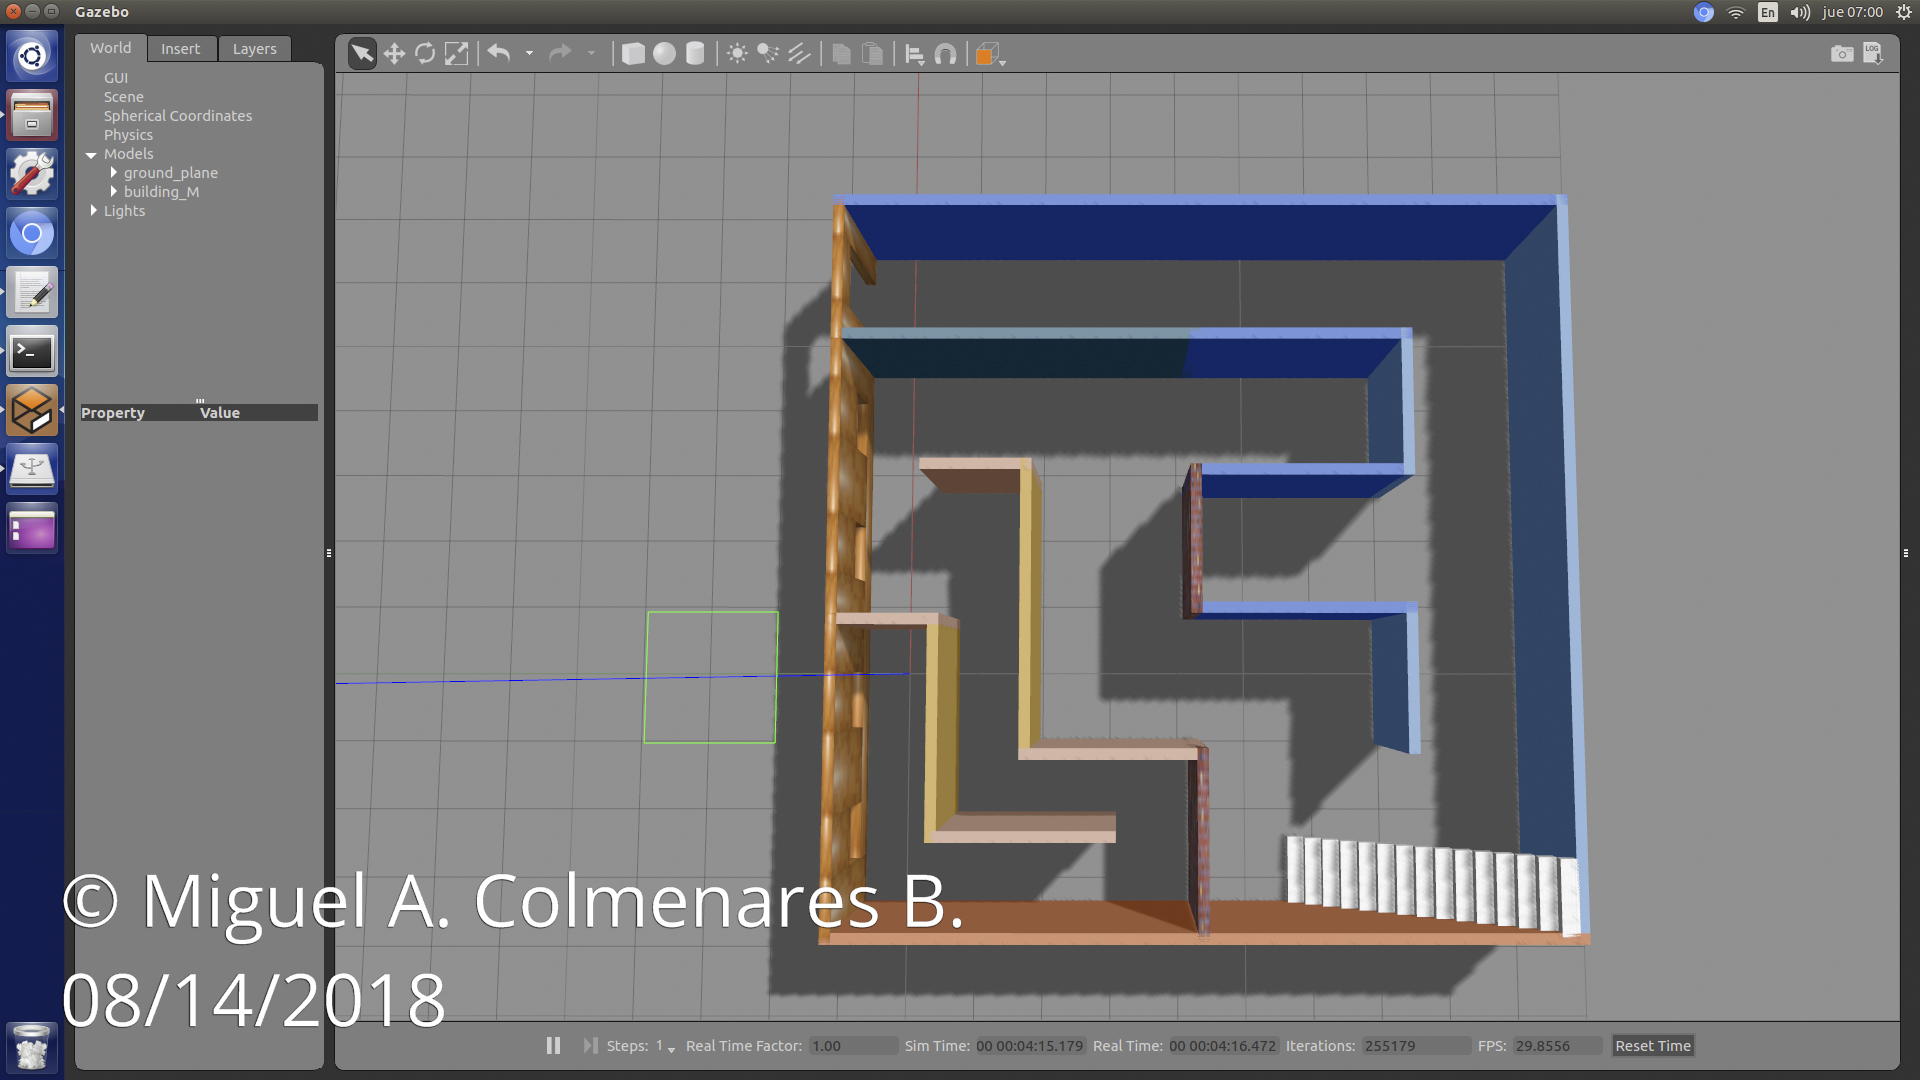 Gazebo
En
jue 07:00
World
Insert
Layers
LOG
GUI
Scene
Spherical Coordinates
Physics
Models
ground_plane
building_M
Lights
Property Value
© Miguel A. Colmenares B.
08/14/2018
Steps: 1 Real Time Factor: 1.00 Sim Time: 00 00:04:15.179 Real Time: 00 00:04:16.472 Iterations: 255179 FPS: 29.8556 Reset Time